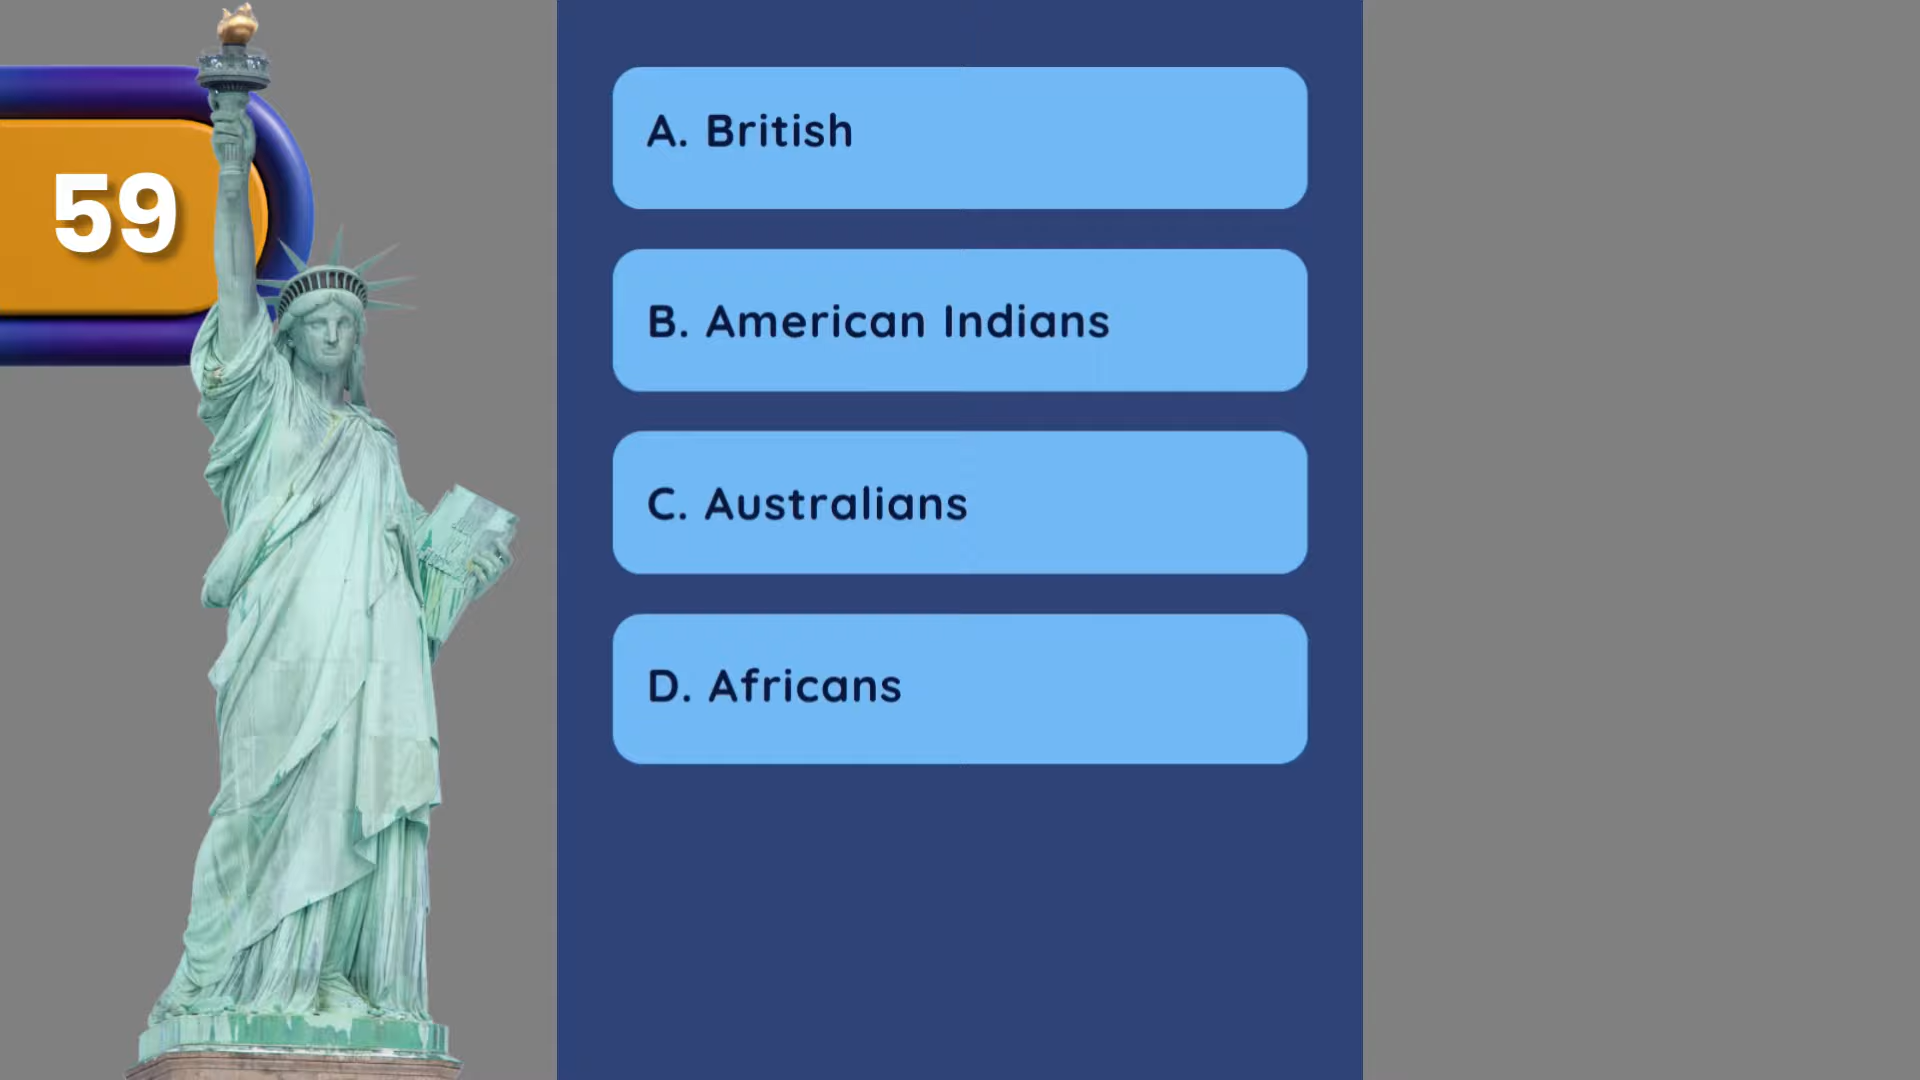 59
A. British
B. American Indians
C. Australians
D. Africans